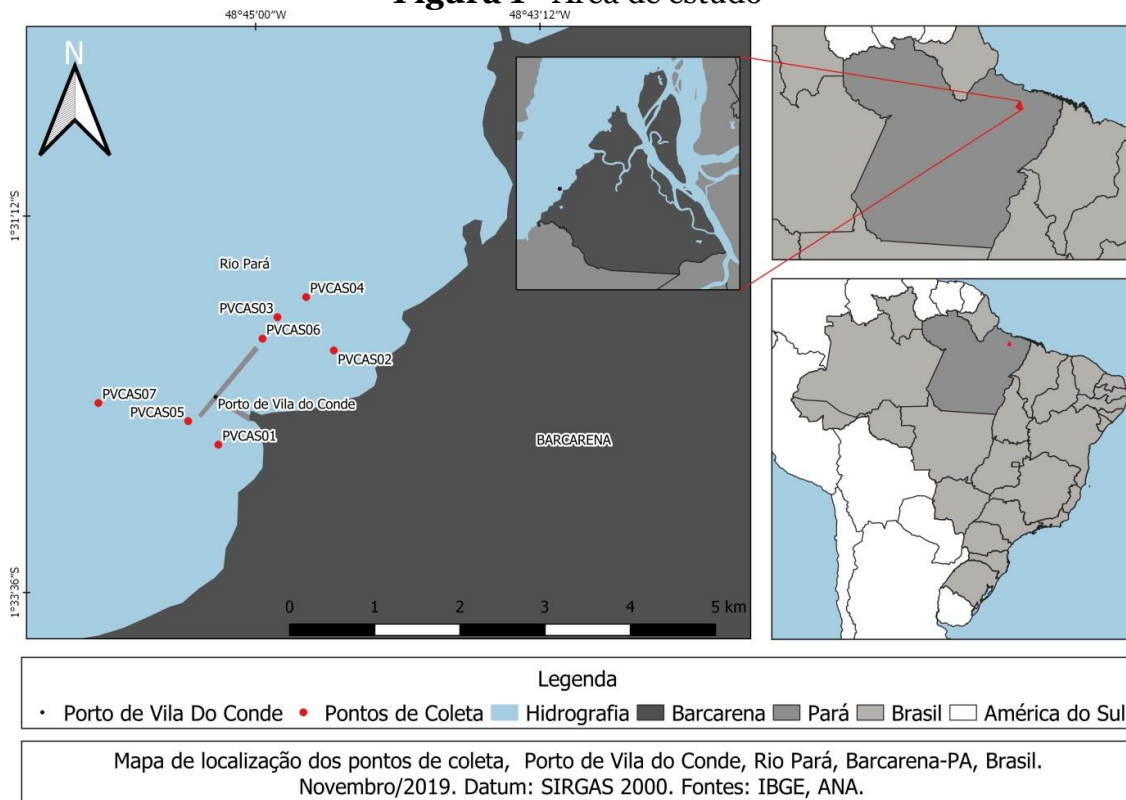 Figura 1 - Área de estudo
48°45'00"W
48°43'12"W
N
1°31'12"S
Rio Pará
PVCAS04
PVCAS03
PVCAS06
PVCAS02
PVCAS07
Porto de Vila do Conde
PVCAS05
PVCAS01
BARCARENA
1°33'36"S
0 1 2 3 4 5 km
Legenda
Porto de Vila Do Conde Pontos de Coleta Hidrografia Barcarena Pará Brasil América do Sul
Mapa de localização dos pontos de coleta, Porto de Vila do Conde, Rio Pará, Barcarena-PA, Brasil.
Novembro/2019. Datum: SIRGAS 2000. Fontes: IBGE, ANA.